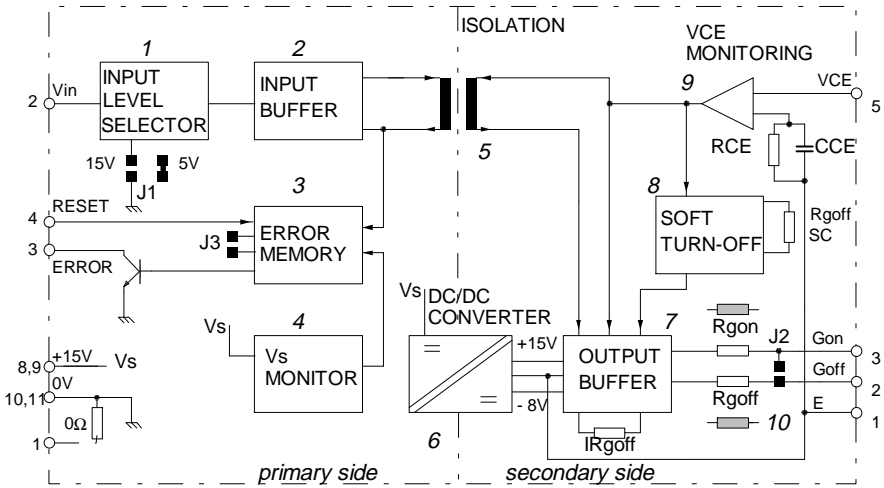 ISOLATION
1
2
VCE
MONITORING
INPUT
LEVEL
SELECTOR
INPUT
BUFFER
9
VCE
2
Vin
5
5
RCE
CCE
15V
5V
J1
3
8
4
RESET
ERROR
MEMORY
J3
SOFT
TURN-OFF
Rgoff
SC
3
ERROR
Vs
DC/DC
CONVERTER
4
Vs
7
Rgon
J2
Gon
Vs
MONITOR
+15V
OUTPUT
BUFFER
3
8,9
+15V
Vs
Goff
2
0V
10,11
- 8V
Rgoff
E
0Ω
10
1
6
IRgoff
1
primary side
secondary side